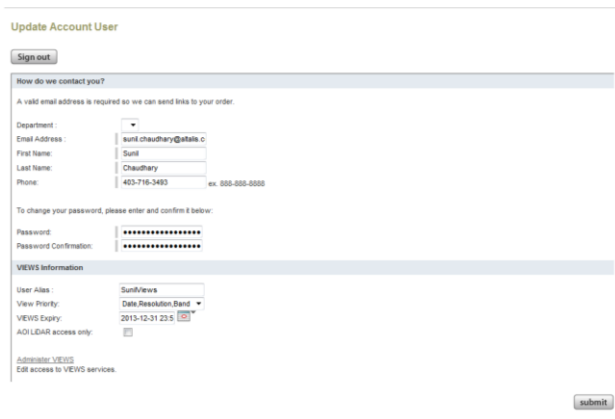 Update Account User
Sign out
How do we contact you?
A valid email address is required so we can send links to your order.
Department :
Email Address : sunil.chaudhary@altalis.c
First Name: Sunil
Last Name: Chaudhary
Phone: 403-716-3493 ex. 888-888-8888
To change your password, please enter and confirm it below:
Password: •••••••••••••••••
Password Confirmation: •••••••••••••••••
VIEWS Information
User Alias : SunilViews
View Priority: Date,Resolution,Band
VIEWS Expiry: 2013-12-31 23:5
AOI LiDAR access only:
Administer VIEWS
Edit access to VIEWS services.
submit